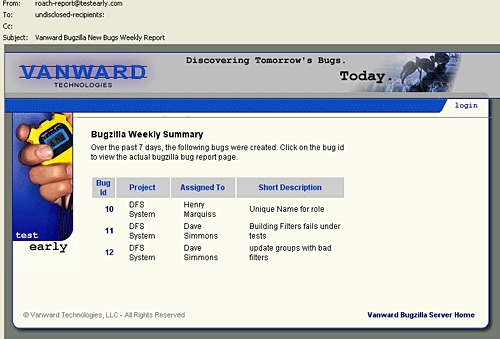 From: roach-report@testearly.com
To: undisclosed-recipients:
Cc:
Subject: Vanward Bugzilla New Bugs Weekly Report
Discovering Tomorrow's Bugs.
Today.
VANWARD
TECHNOLOGIES
login
Bugzilla Weekly Summary
Over the past 7 days, the following bugs were created. Click on the bug id
to view the actual bugzilla bug report page.
Bug Id Project Assigned To Short Description
10 DFS System Henry Marquiss Unique Name for role
11 DFS System Dave Simmons Building Filters fails under tests
12 DFS System Dave Simmons update groups with bad filters
test
early
© Vanward Technologies, LLC - All Rights Reserved Vanward Bugzilla Server Home